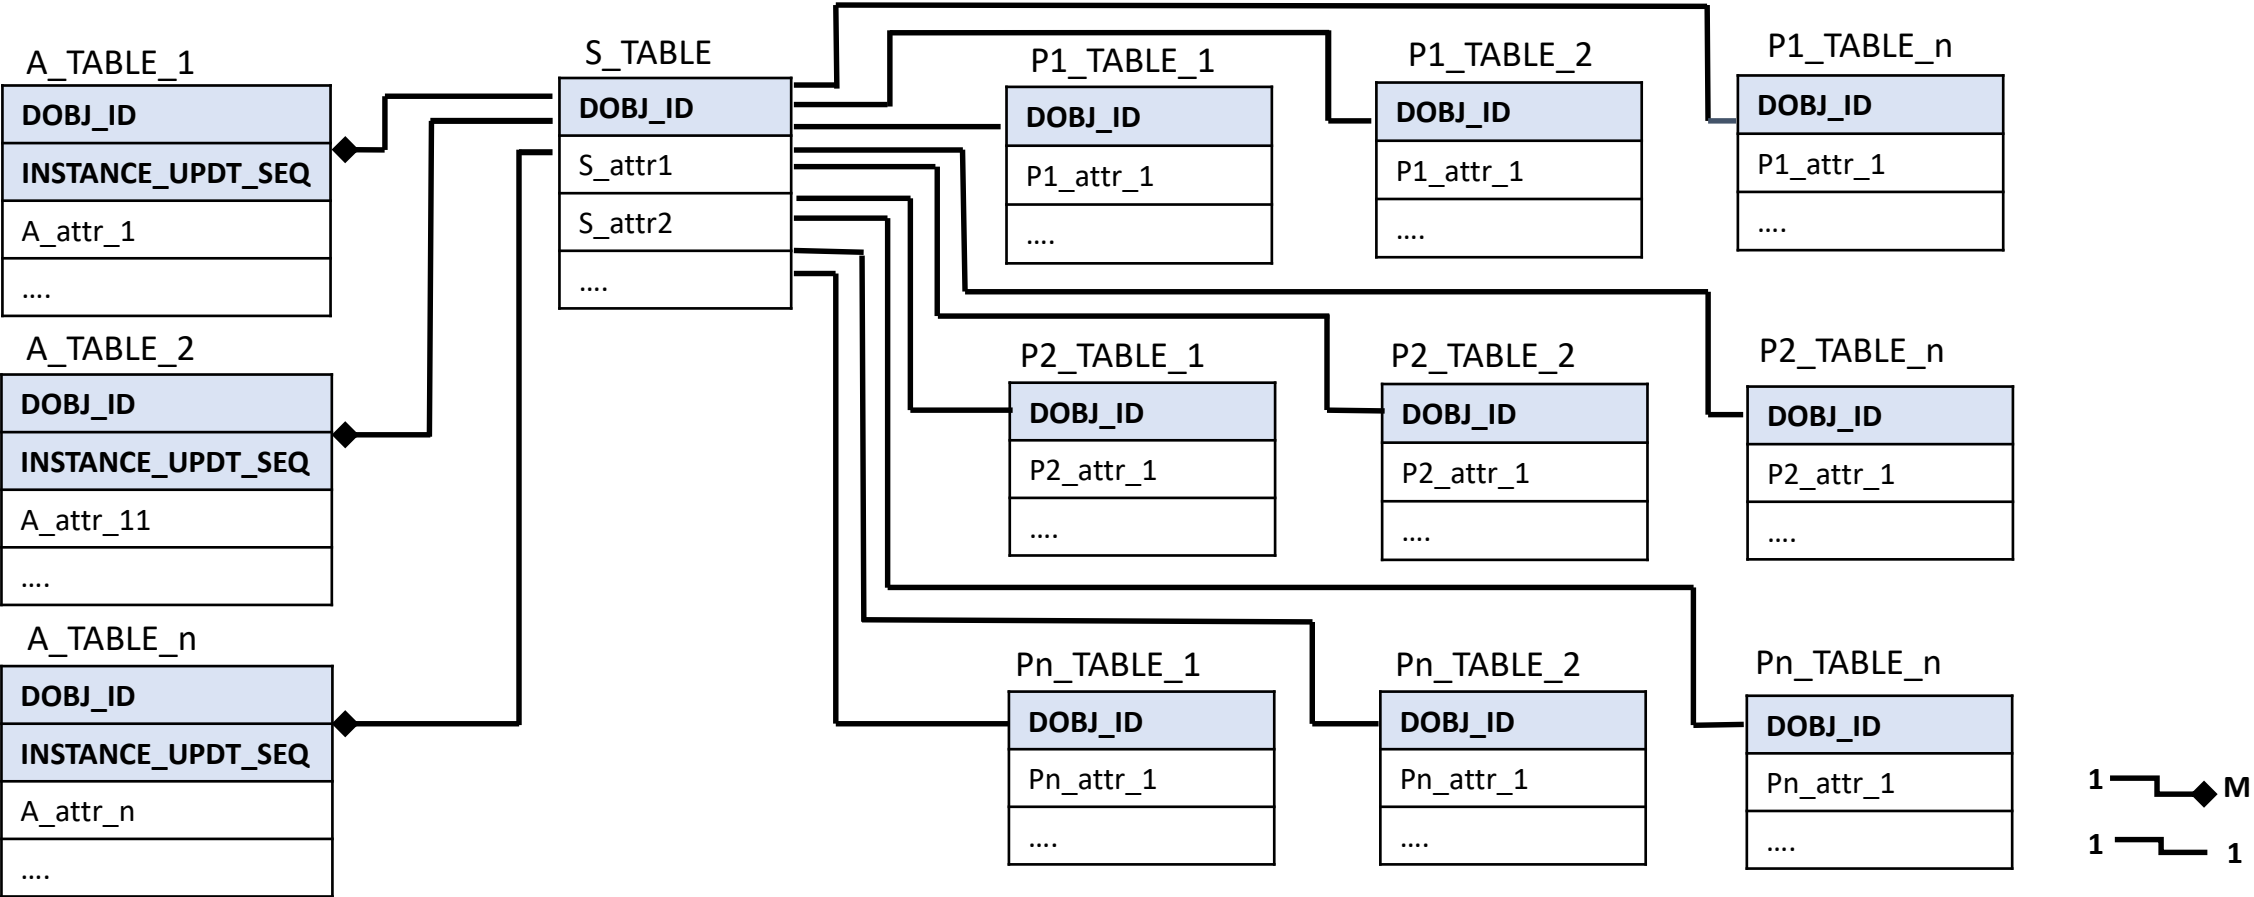 A_TABLE_1
DOBJ_ID
INSTANCE_UPDT_SEQ
A_attr_1
....
A_TABLE_2
DOBJ_ID
INSTANCE_UPDT_SEQ
A_attr_11
....
A_TABLE_n
DOBJ_ID
INSTANCE_UPDT_SEQ
A_attr_n
....
S_TABLE
DOBJ_ID
S_attr1
S_attr2
....
P1_TABLE_1
DOBJ_ID
P1_attr_1
....
P1_TABLE_2
DOBJ_ID
P1_attr_1
....
P1_TABLE_n
DOBJ_ID
P1_attr_1
....
P2_TABLE_1
DOBJ_ID
P2_attr_1
....
P2_TABLE_2
DOBJ_ID
P2_attr_1
....
P2_TABLE_n
DOBJ_ID
P2_attr_1
....
Pn_TABLE_1
DOBJ_ID
Pn_attr_1
....
Pn_TABLE_2
DOBJ_ID
Pn_attr_1
....
Pn_TABLE_n
DOBJ_ID
Pn_attr_1
....
1 M
1 1